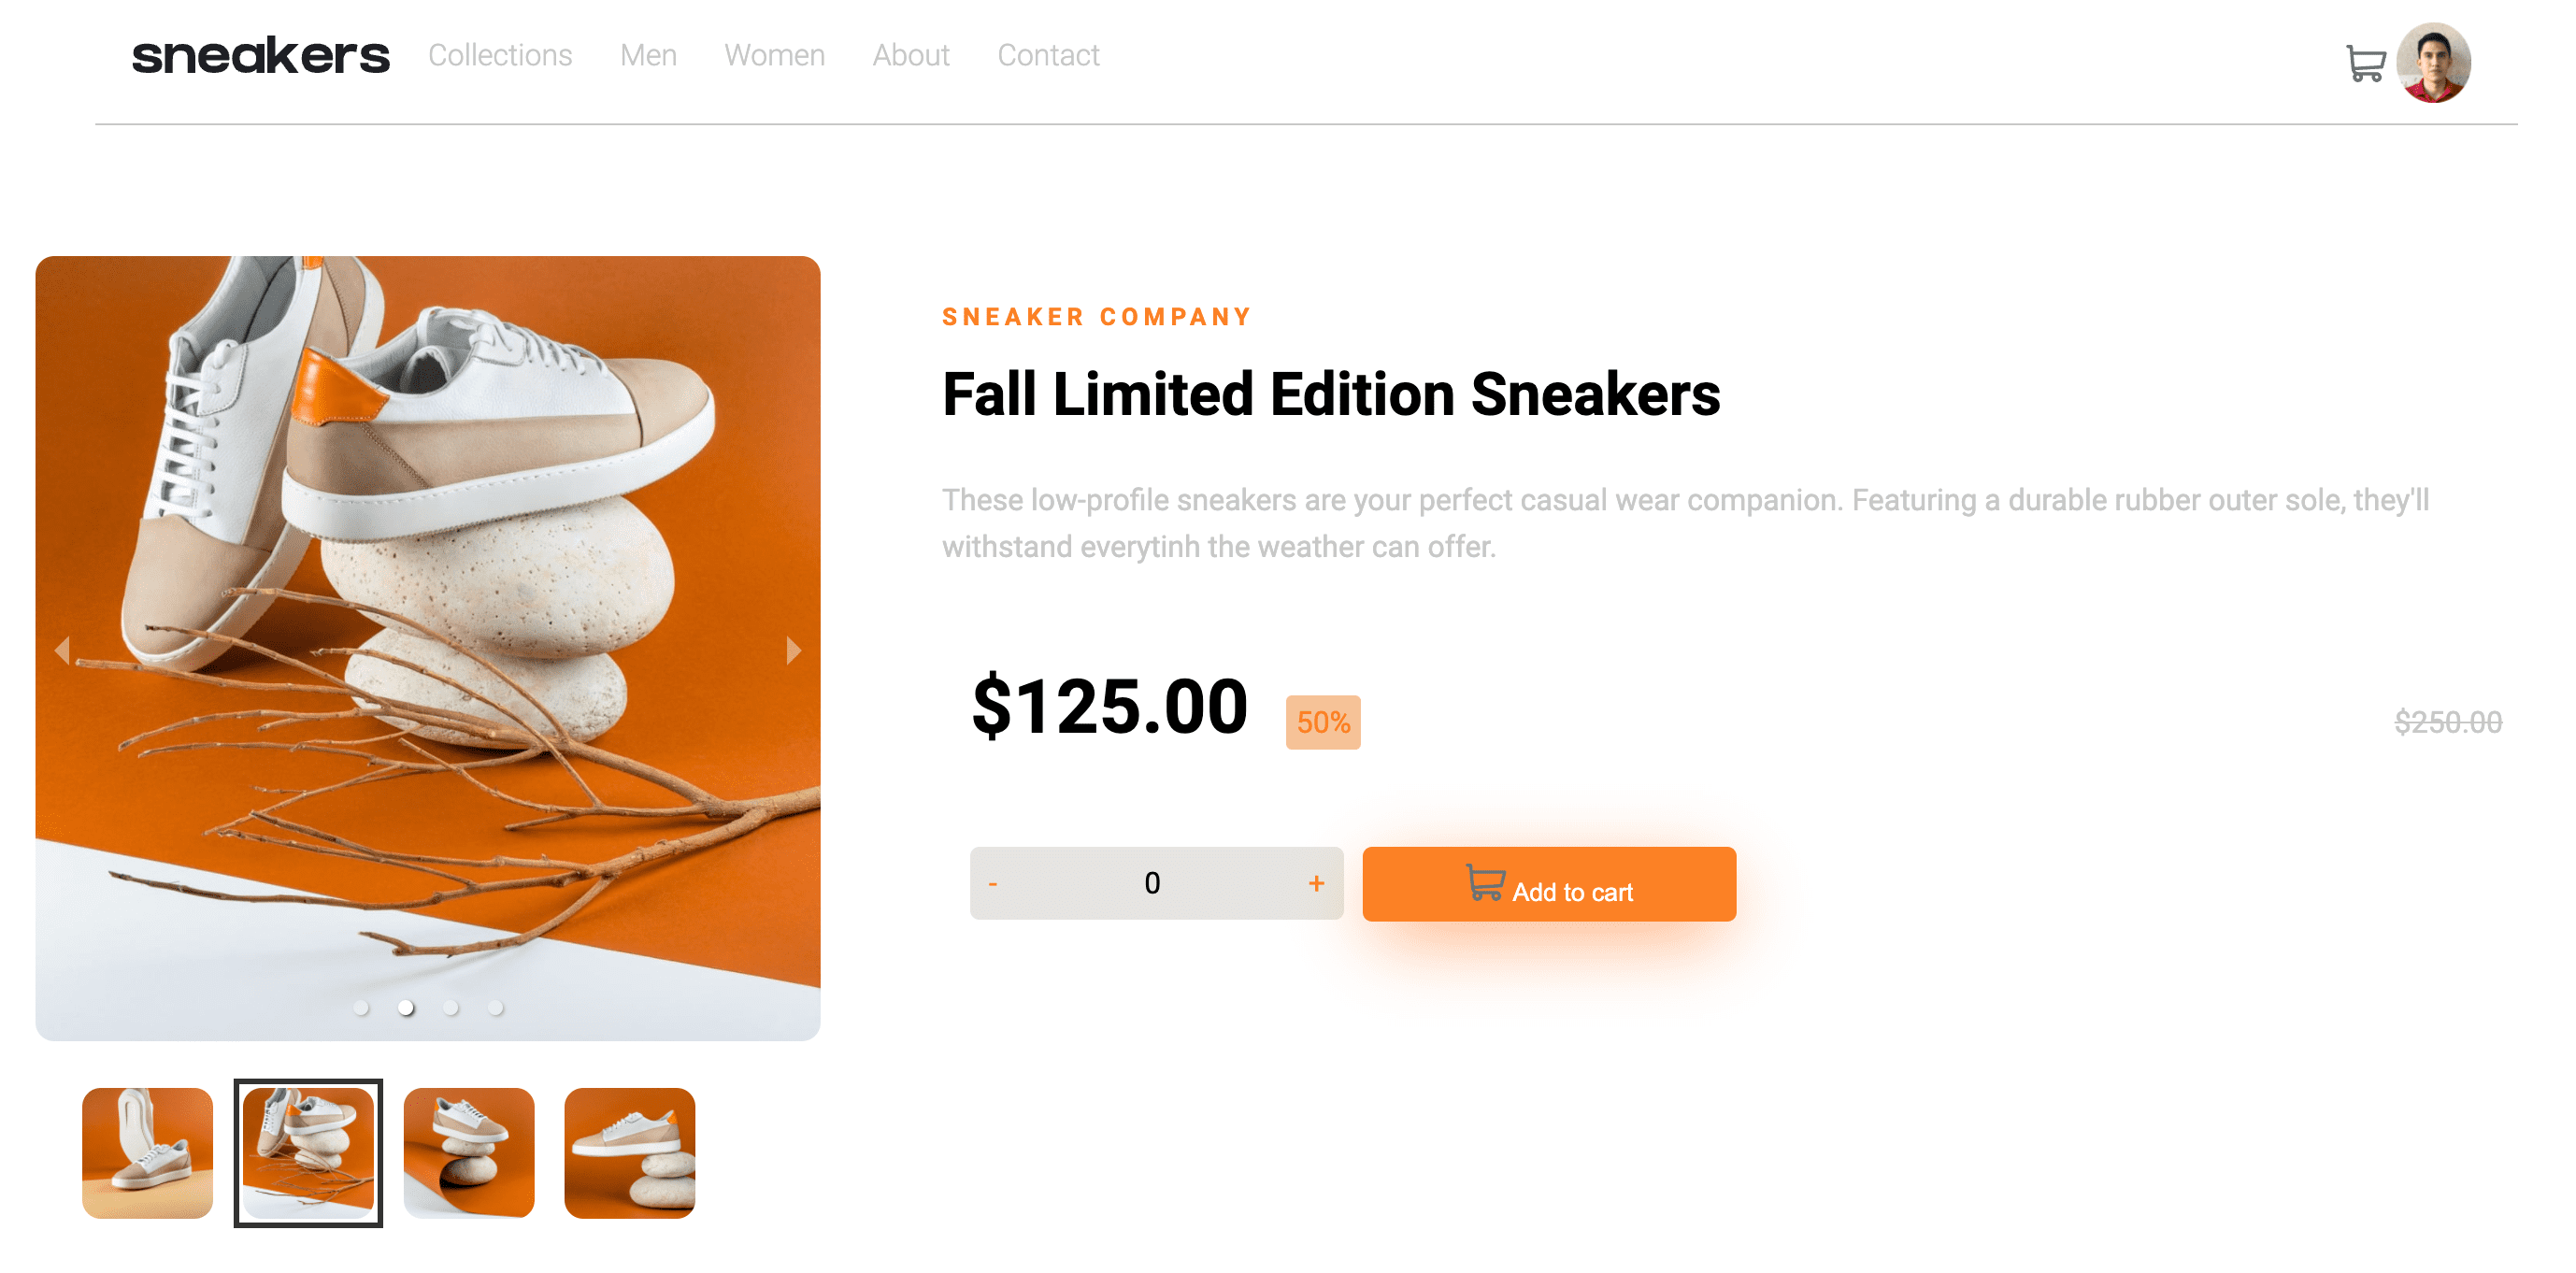 sneakers Collections Men Women About Contact
SNEAKER COMPANY
Fall Limited Edition Sneakers
These low-profile sneakers are your perfect casual wear companion. Featuring a durable rubber outer sole, they'll
withstand everytinh the weather can offer.
$125.00 50% $250.00
- 0 + Add to cart